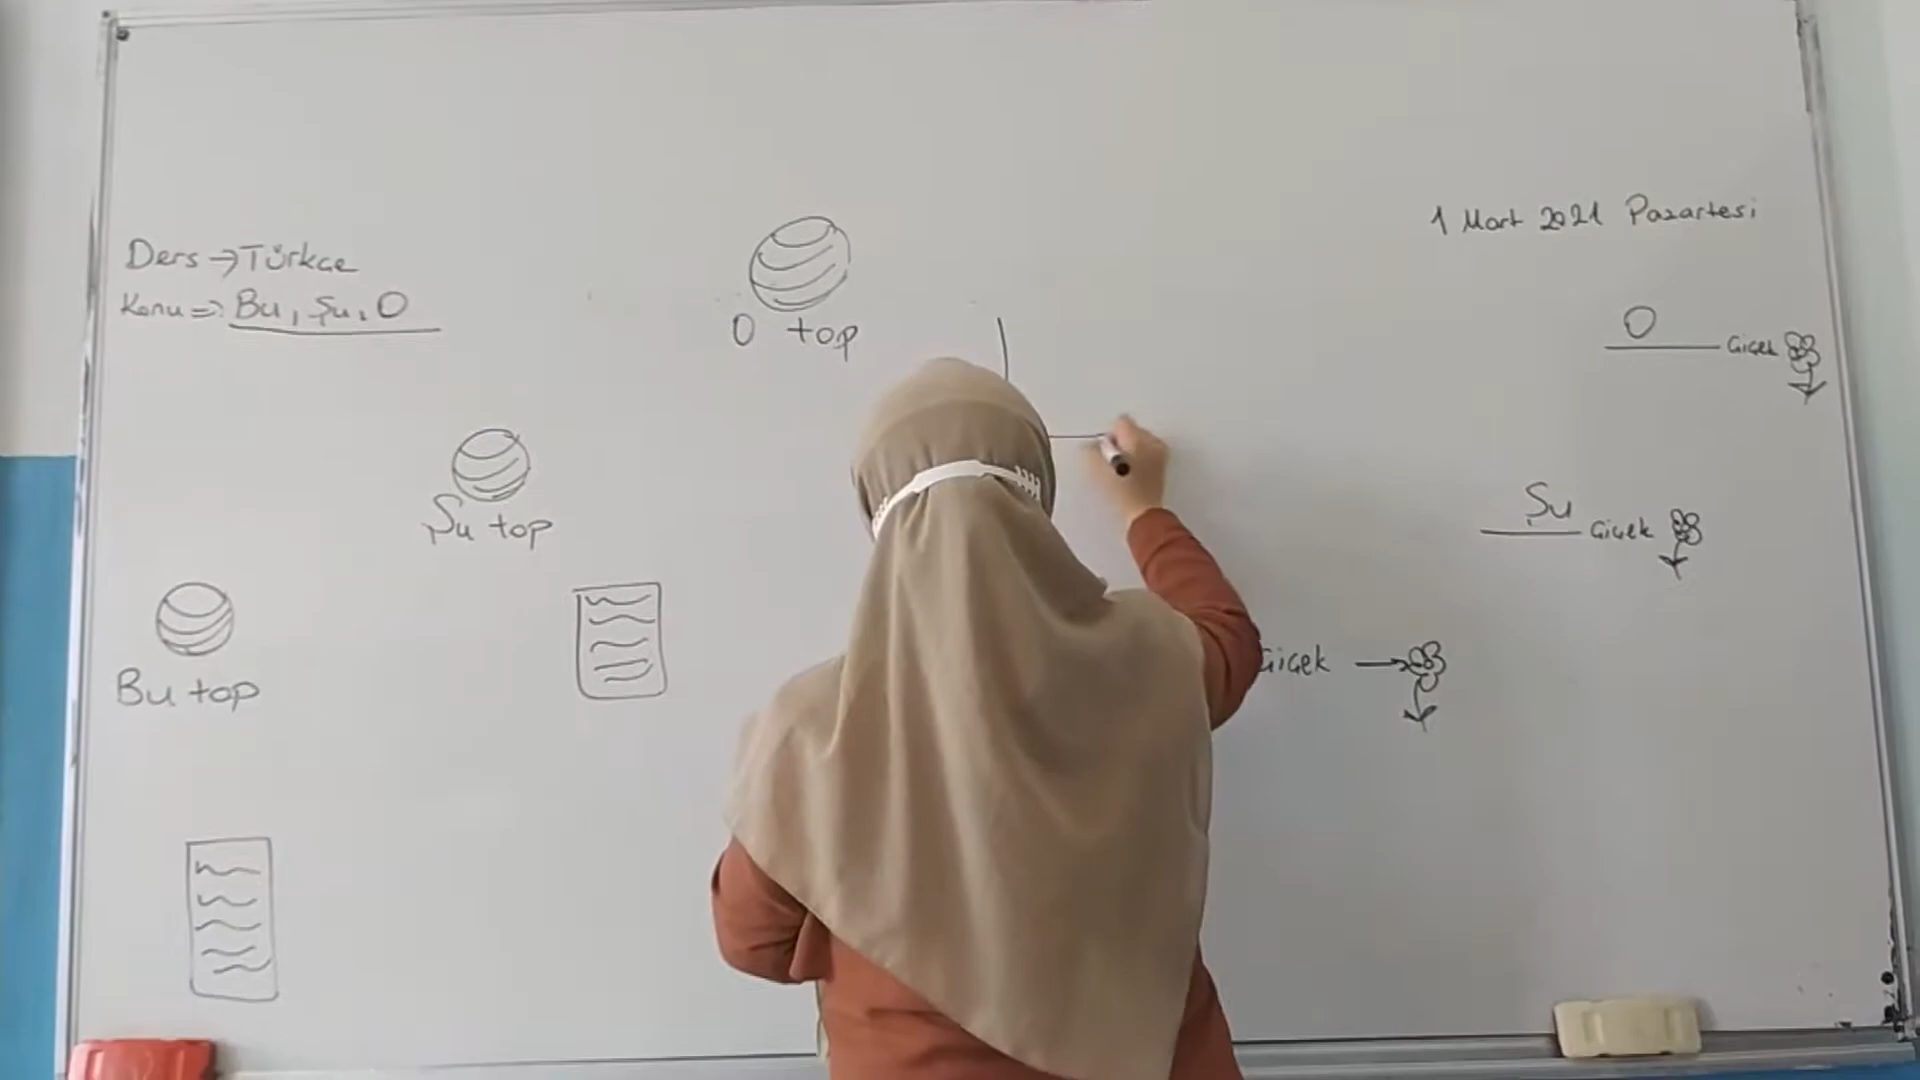 Ders → Türkçe
Konu ⇒ Bu, Şu, O
O top
Şu top
Bu top
1 Mart 2021 Pazartesi
O Çiçek
Şu Çiçek
Çiçek →